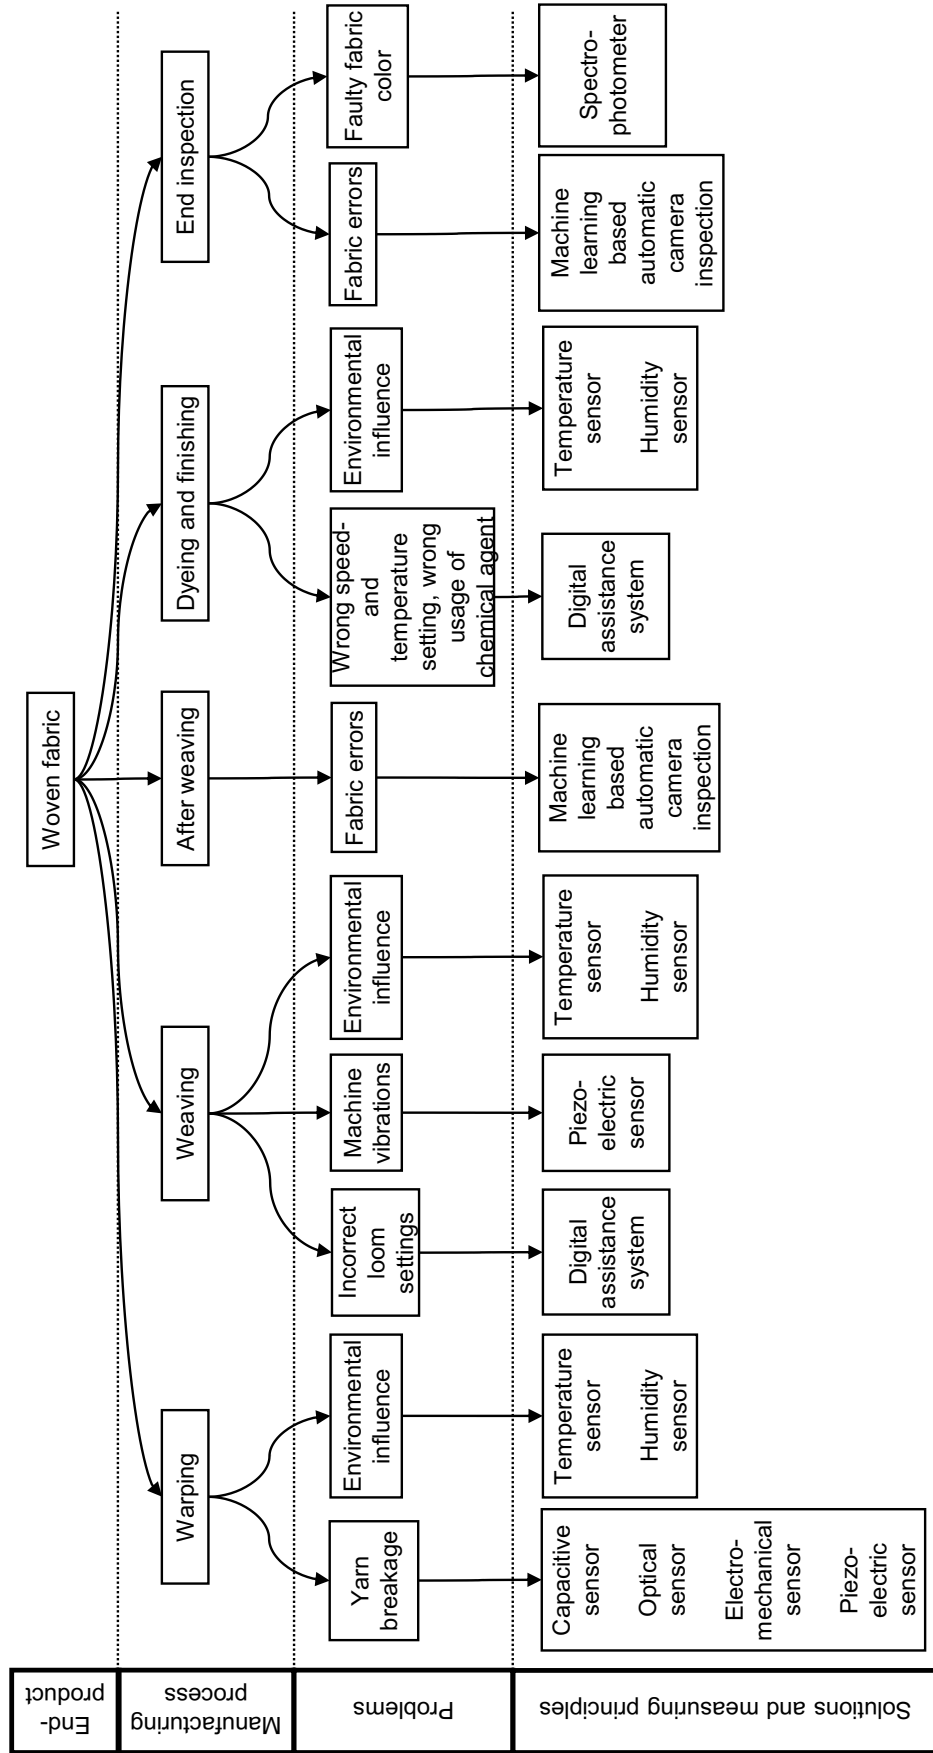 End-
product
Woven fabric
Manufacturing
process
Warping
Weaving
After weaving
Dyeing and finishing
End inspection
Problems
Yarn
breakage
Environmental
influence
Incorrect
loom
settings
Machine
vibrations
Environmental
influence
Fabric errors
Wrong speed-
and
temperature
setting, wrong
usage of
chemical agent
Environmental
influence
Fabric errors
Faulty fabric
color
Solutions and measuring principles
Capacitive
sensor
Optical
sensor
Electro-
mechanical
sensor
Piezo-
electric
sensor
Temperature
sensor
Humidity
sensor
Digital
assistance
system
Piezo-
electric
sensor
Temperature
sensor
Humidity
sensor
Machine
learning
based
automatic
camera
inspection
Digital
assistance
system
Temperature
sensor
Humidity
sensor
Machine
learning
based
automatic
camera
inspection
Spectro-
photometer